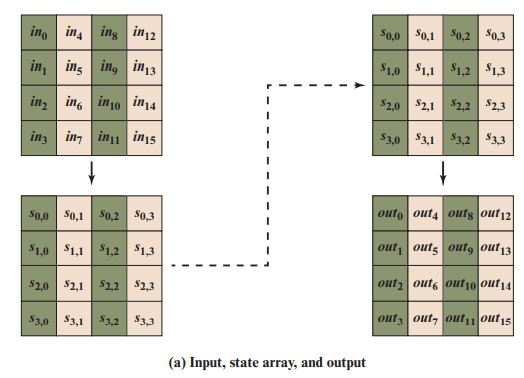 in0 in4 in8 in12
in1 in5 in9 in13
in2 in6 in10 in14
in3 in7 in11 in15
s0,0 s0,1 s0,2 s0,3
s1,0 s1,1 s1,2 s1,3
s2,0 s2,1 s2,2 s2,3
s3,0 s3,1 s3,2 s3,3
s0,0 s0,1 s0,2 s0,3
s1,0 s1,1 s1,2 s1,3
s2,0 s2,1 s2,2 s2,3
s3,0 s3,1 s3,2 s3,3
out0 out4 out8 out12
out1 out5 out9 out13
out2 out6 out10 out14
out3 out7 out11 out15
(a) Input, state array, and output